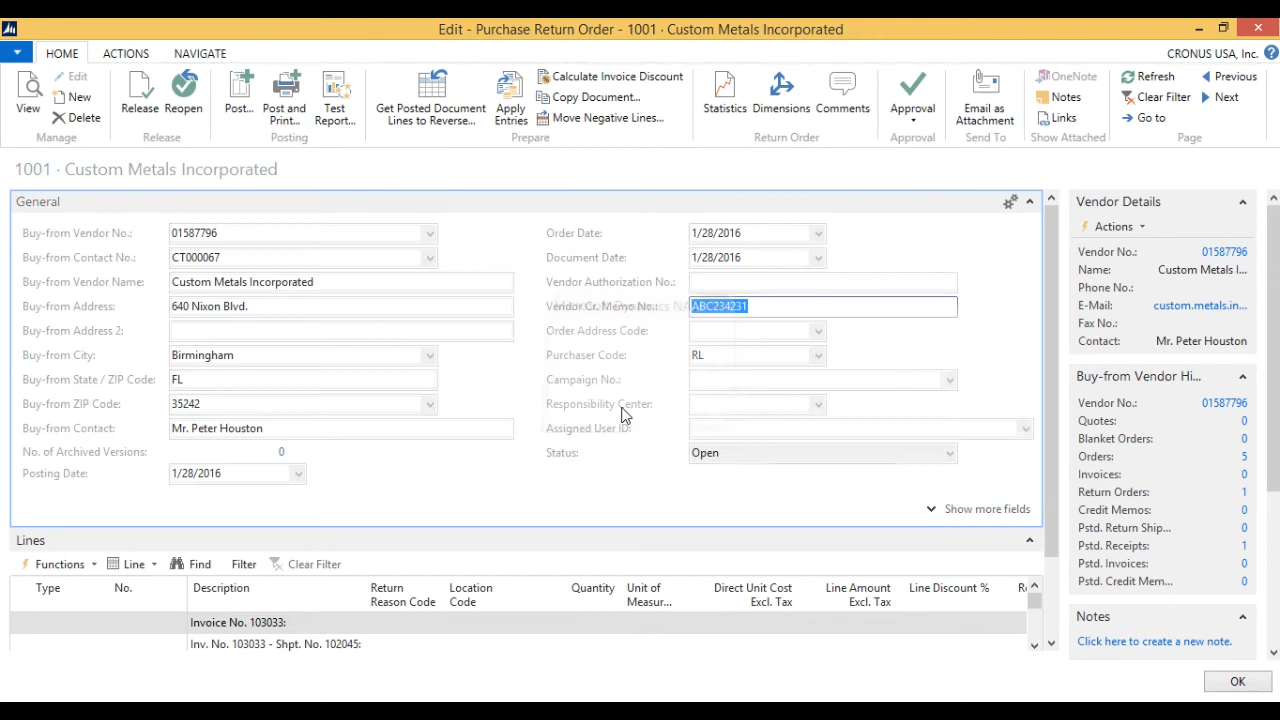 Edit - Purchase Return Order - 1001 · Custom Metals Incorporated
HOME ACTIONS NAVIGATE CRONUS USA, Inc.
View Edit New Delete
Manage
Release Reopen
Release
Post... Post and Print... Test Report...
Posting
Get Posted Document Lines to Reverse... Apply Entries Calculate Invoice Discount Copy Document... Move Negative Lines...
Prepare
Statistics Dimensions Comments
Return Order
Approval
Approval
Email as Attachment
Send To
OneNote Notes Links
Show Attached
Refresh Clear Filter Go to Previous Next
Page
1001 · Custom Metals Incorporated
General
Buy-from Vendor No.: 01587796
Buy-from Contact No.: CT000067
Buy-from Vendor Name: Custom Metals Incorporated
Buy-from Address: 640 Nixon Blvd.
Buy-from Address 2:
Buy-from City: Birmingham
Buy-from State / ZIP Code: FL
Buy-from ZIP Code: 35242
Buy-from Contact: Mr. Peter Houston
No. of Archived Versions: 0
Posting Date: 1/28/2016
Order Date: 1/28/2016
Document Date: 1/28/2016
Vendor Authorization No.:
Vendor Cr. Memo No.: ABC234231
Order Address Code:
Purchaser Code: RL
Campaign No.:
Responsibility Center:
Assigned User ID:
Status: Open
Show more fields
Lines
Functions Line Find Filter Clear Filter
Type No. Description Return Reason Code Location Code Quantity Unit of Measur... Direct Unit Cost Excl. Tax Line Amount Excl. Tax Line Discount %
Invoice No. 103033:
Inv. No. 103033 - Shpt. No. 102045:
Vendor Details
Actions
Vendor No.: 01587796
Name: Custom Metals I...
Phone No.:
E-Mail: custom.metals.in...
Fax No.:
Contact: Mr. Peter Houston
Buy-from Vendor Hi...
Vendor No.: 01587796
Quotes: 0
Blanket Orders: 0
Orders: 5
Invoices: 0
Return Orders: 1
Credit Memos: 0
Pstd. Return Ship... 0
Pstd. Receipts: 1
Pstd. Invoices: 0
Pstd. Credit Mem... 0
Notes
Click here to create a new note.
OK